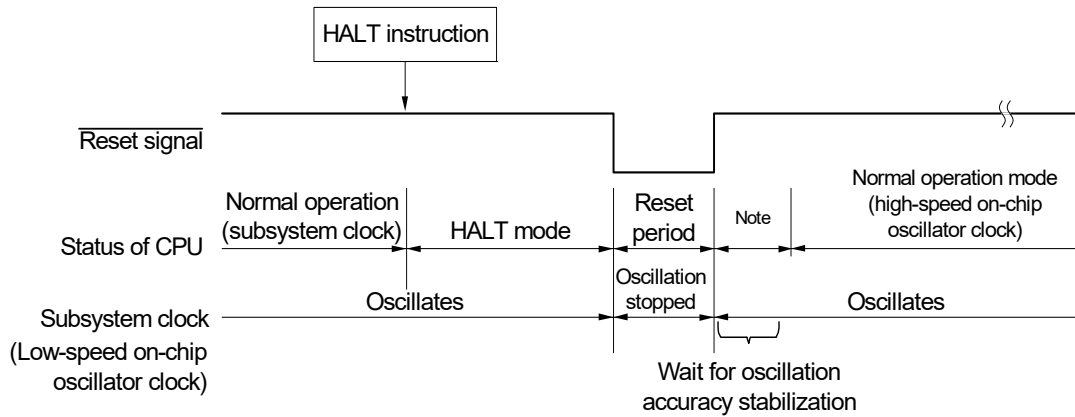 HALT instruction
Reset signal
Status of CPU
Normal operation
(subsystem clock)
HALT mode
Reset
period
Note
Normal operation mode
(high-speed on-chip
oscillator clock)
Subsystem clock
(Low-speed on-chip
oscillator clock)
Oscillates
Oscillation
stopped
Oscillates
Wait for oscillation
accuracy stabilization